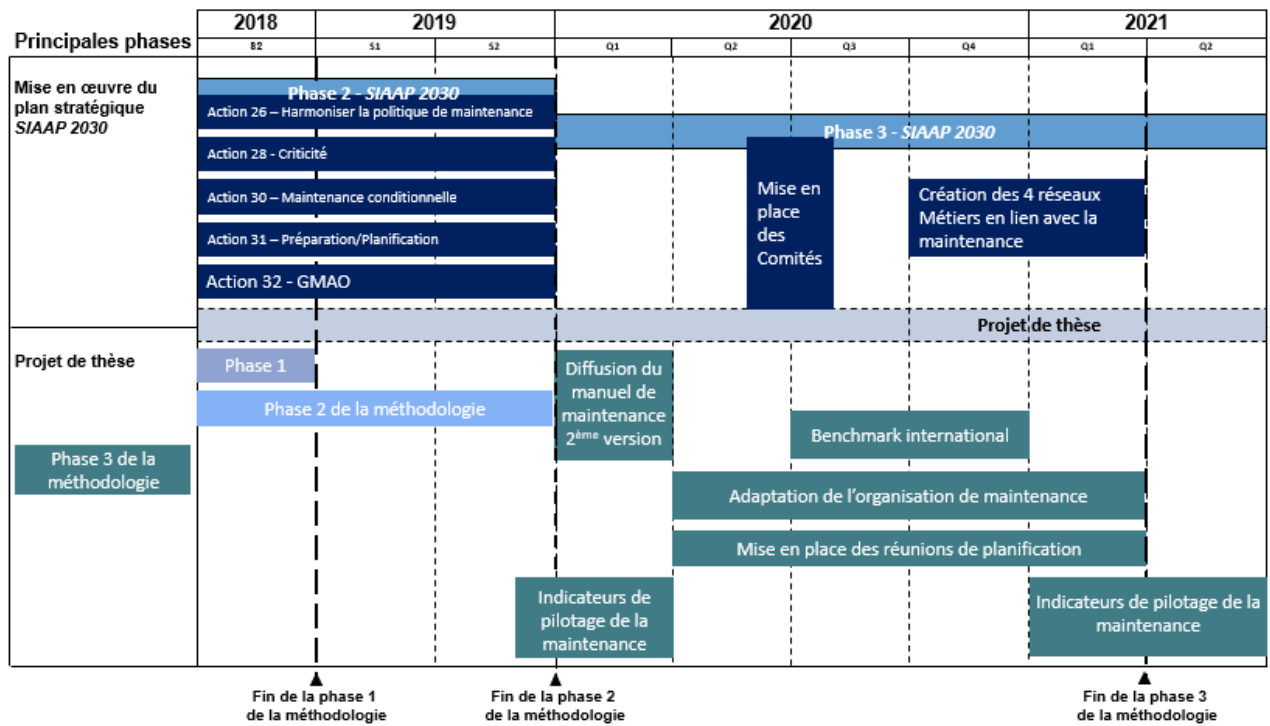 Principales phases
2018
2019
2020
2021
S2
S1
S2
Q1
Q2
Q3
Q4
Q1
Q2
Mise en œuvre du
plan stratégique
SIAAP 2030
Phase 2 - SIAAP 2030
Action 26 – Harmoniser la politique de maintenance
Action 28 - Criticité
Action 30 – Maintenance conditionnelle
Action 31 – Préparation/Planification
Action 32 - GMAO
Phase 3 - SIAAP 2030
Mise en
place
des
Comités
Création des 4 réseaux
Métiers en lien avec la
maintenance
Projet de thèse
Projet de thèse
Phase 1
Phase 2 de la méthodologie
Phase 3 de la
méthodologie
Diffusion du
manuel de
maintenance
2ème version
Benchmark international
Adaptation de l’organisation de maintenance
Mise en place des réunions de planification
Indicateurs de
pilotage de la
maintenance
Indicateurs de pilotage de la
maintenance
Fin de la phase 1
de la méthodologie
Fin de la phase 2
de la méthodologie
Fin de la phase 3
de la méthodologie